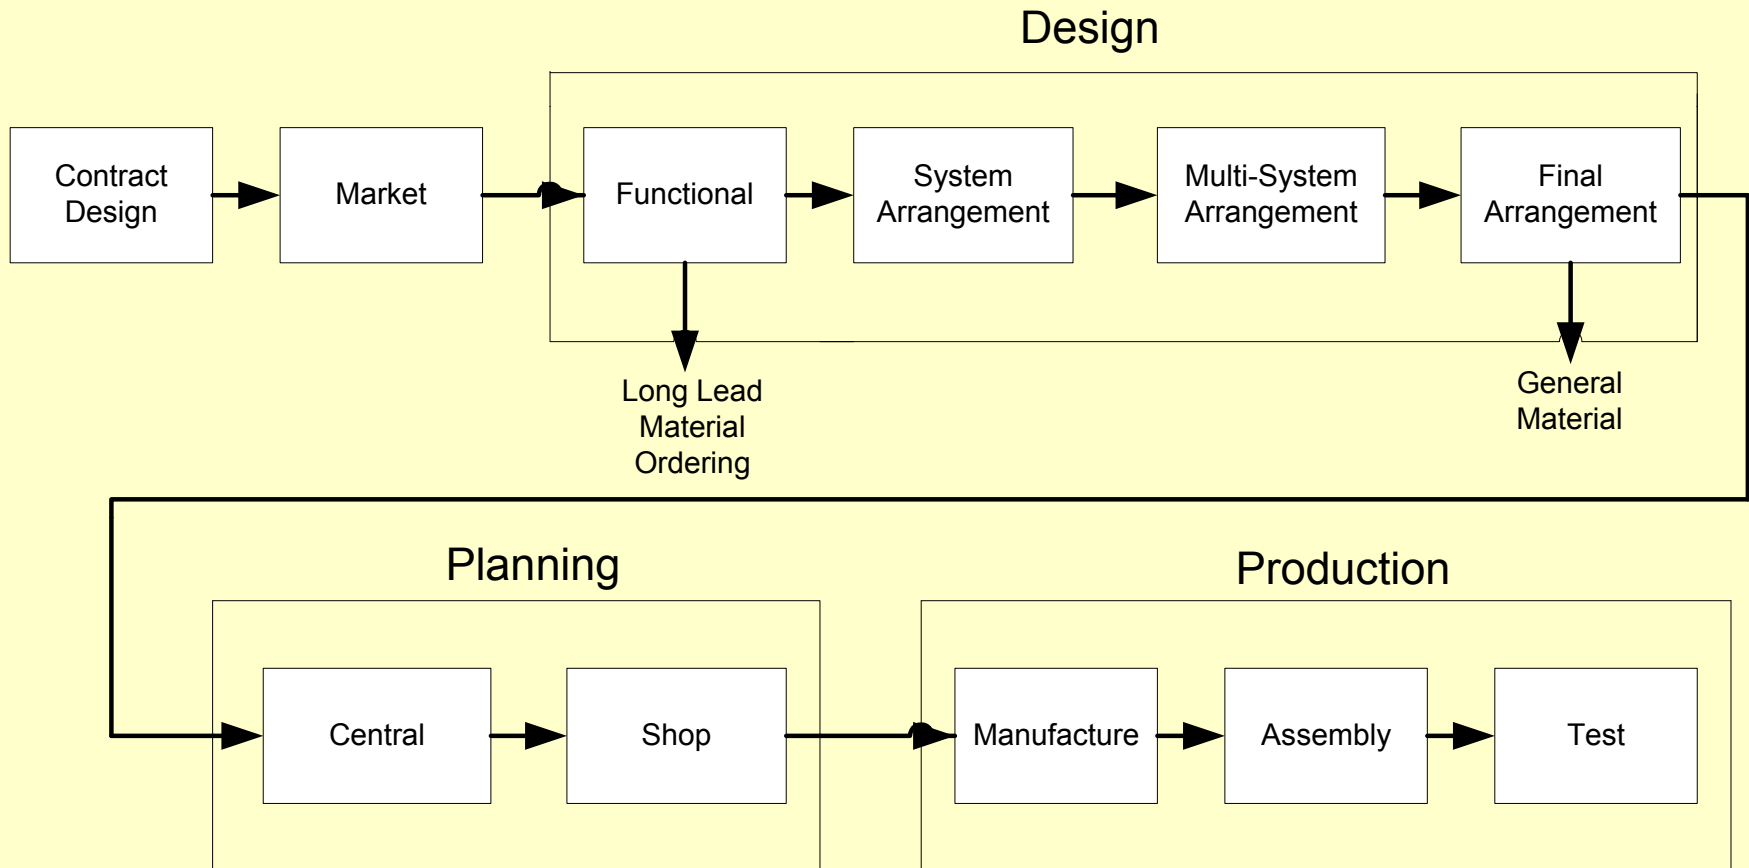 Design
Contract
Design
Market
Functional
System
Arrangement
Multi-System
Arrangement
Final
Arrangement
Long Lead
Material
Ordering
General
Material
Planning
Production
Central
Shop
Manufacture
Assembly
Test